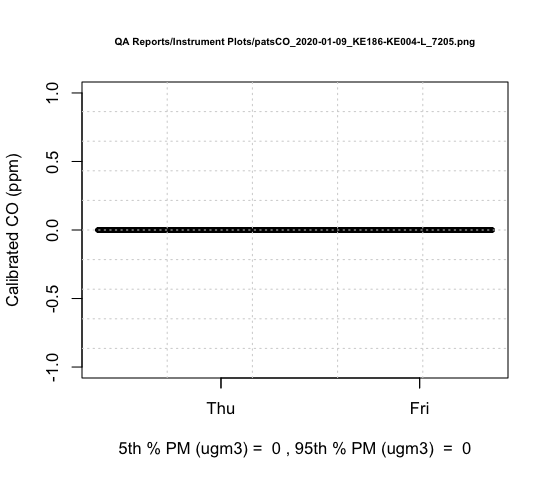 QA Reports/Instrument Plots/patsCO_2020-01-09_KE186-KE004-L_7205.png
1.0
0.5
0.0
-0.5
-1.0
Calibrated CO (ppm)
Thu Fri
5th % PM (ugm3) =  0 , 95th % PM (ugm3)  =  0